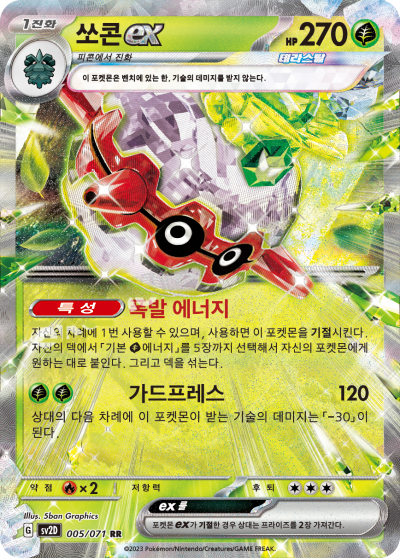 1진화
쏘콘 ex
HP 270
피콘에서 진화
테라스탈
이 포켓몬은 벤치에 있는 한, 기술의 데미지를 받지 않는다.
특성 폭발 에너지
자신의 차례에 1번 사용할 수 있으며, 사용하면 이 포켓몬을 기절시킨다.
자신의 덱에서 「기본 에너지」를 5장까지 선택해서 자신의 포켓몬에게
원하는 대로 붙인다. 그리고 덱을 섞는다.
가드프레스 120
상대의 다음 차례에 이 포켓몬이 받는 기술의 데미지는 「-30」이
된다.
약점 ×2 저항력 후퇴
Illus. 5ban Graphics
G SV2D 005/071 RR
ex 룰
포켓몬 ex가 기절한 경우 상대는 프라이즈를 2장 가져간다.
©2023 Pokémon/Nintendo/Creatures/GAME FREAK.